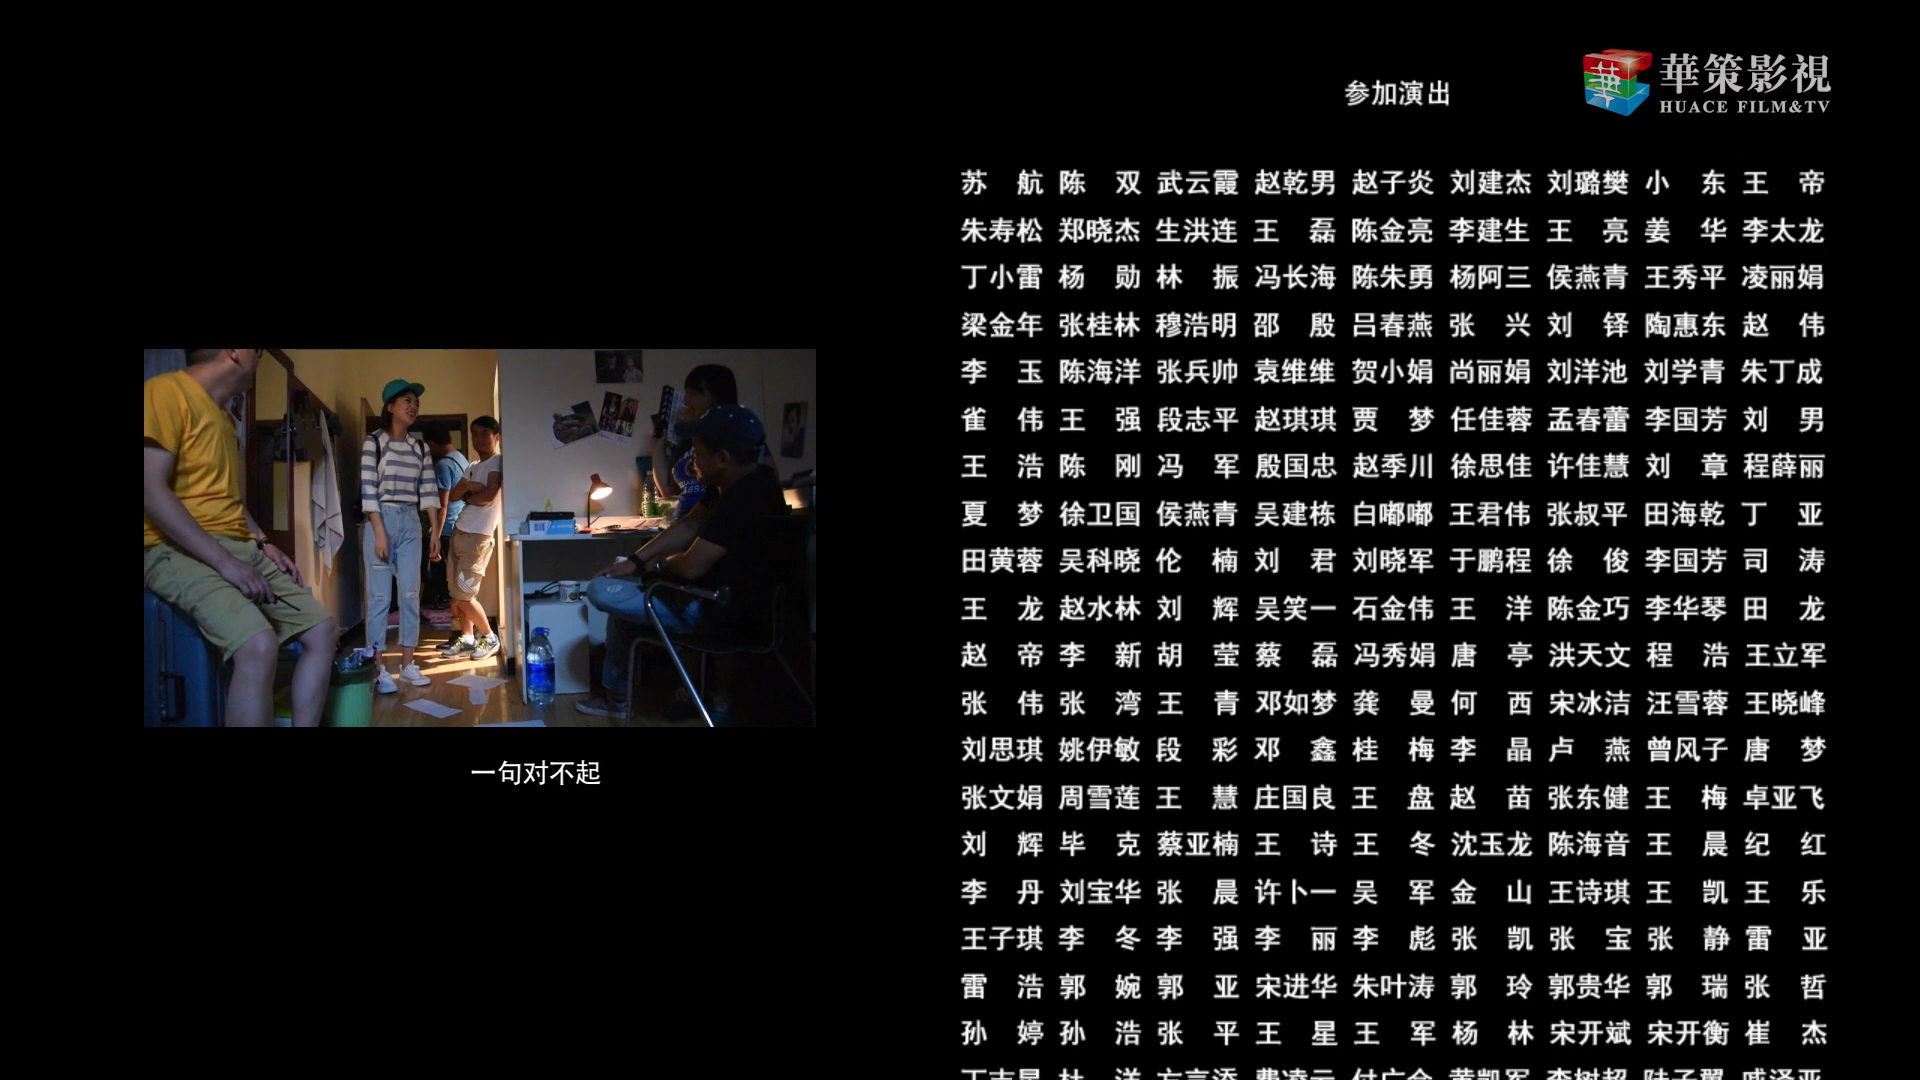 華策影視
HUACE FILM&TV
参加演出
苏 航 陈 双 武云霞 赵乾男 赵子炎 刘建杰 刘璐樊 小 东 王 帝
朱寿松 郑晓杰 生洪连 王 磊 陈金亮 李建生 王 亮 姜 华 李太龙
丁小雷 杨 勋 林 振 冯长海 陈朱勇 杨阿三 侯燕青 王秀平 凌丽娟
梁金年 张桂林 穆浩明 邵 殷 吕春燕 张 兴 刘 铎 陶惠东 赵 伟
李 玉 陈海洋 张兵帅 袁维维 贺小娟 尚丽娟 刘洋池 刘学青 朱丁成
雀 伟 王 强 段志平 赵琪琪 贾 梦 任佳蓉 孟春蕾 李国芳 刘 男
王 浩 陈 刚 冯 军 殷国忠 赵季川 徐思佳 许佳慧 刘 章 程薛丽
夏 梦 徐卫国 侯燕青 吴建栋 白嘟嘟 王君伟 张叔平 田海乾 丁 亚
田黄蓉 吴科晓 伦 楠 刘 君 刘晓军 于鹏程 徐 俊 李国芳 司 涛
王 龙 赵水林 刘 辉 吴笑一 石金伟 王 洋 陈金巧 李华琴 田 龙
赵 帝 李 新 胡 莹 蔡 磊 冯秀娟 唐 亭 洪天文 程 浩 王立军
张 伟 张 湾 王 青 邓如梦 龚 曼 何 西 宋冰洁 汪雪蓉 王晓峰
刘思琪 姚伊敏 段 彩 邓 鑫 桂 梅 李 晶 卢 燕 曾风子 唐 梦
张文娟 周雪莲 王 慧 庄国良 王 盘 赵 苗 张东健 王 梅 卓亚飞
刘 辉 毕 克 蔡亚楠 王 诗 王 冬 沈玉龙 陈海音 王 晨 纪 红
李 丹 刘宝华 张 晨 许卜一 吴 军 金 山 王诗琪 王 凯 王 乐
王子琪 李 冬 李 强 李 丽 李 彪 张 凯 张 宝 张 静 雷 亚
雷 浩 郭 婉 郭 亚 宋进华 朱叶涛 郭 玲 郭贵华 郭 瑞 张 哲
孙 婷 孙 浩 张 平 王 星 王 军 杨 林 宋开斌 宋开衡 崔 杰
一句对不起